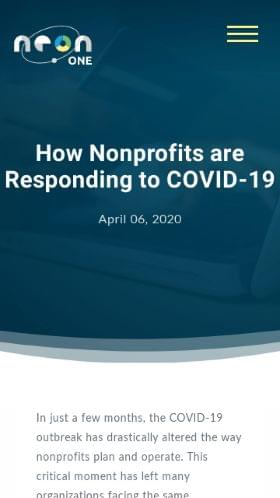 neon
ONE
How Nonprofits are
Responding to COVID-19
April 06, 2020
In just a few months, the COVID-19
outbreak has drastically altered the way
nonprofits plan and operate. This
critical moment has left many
organizations facing the same